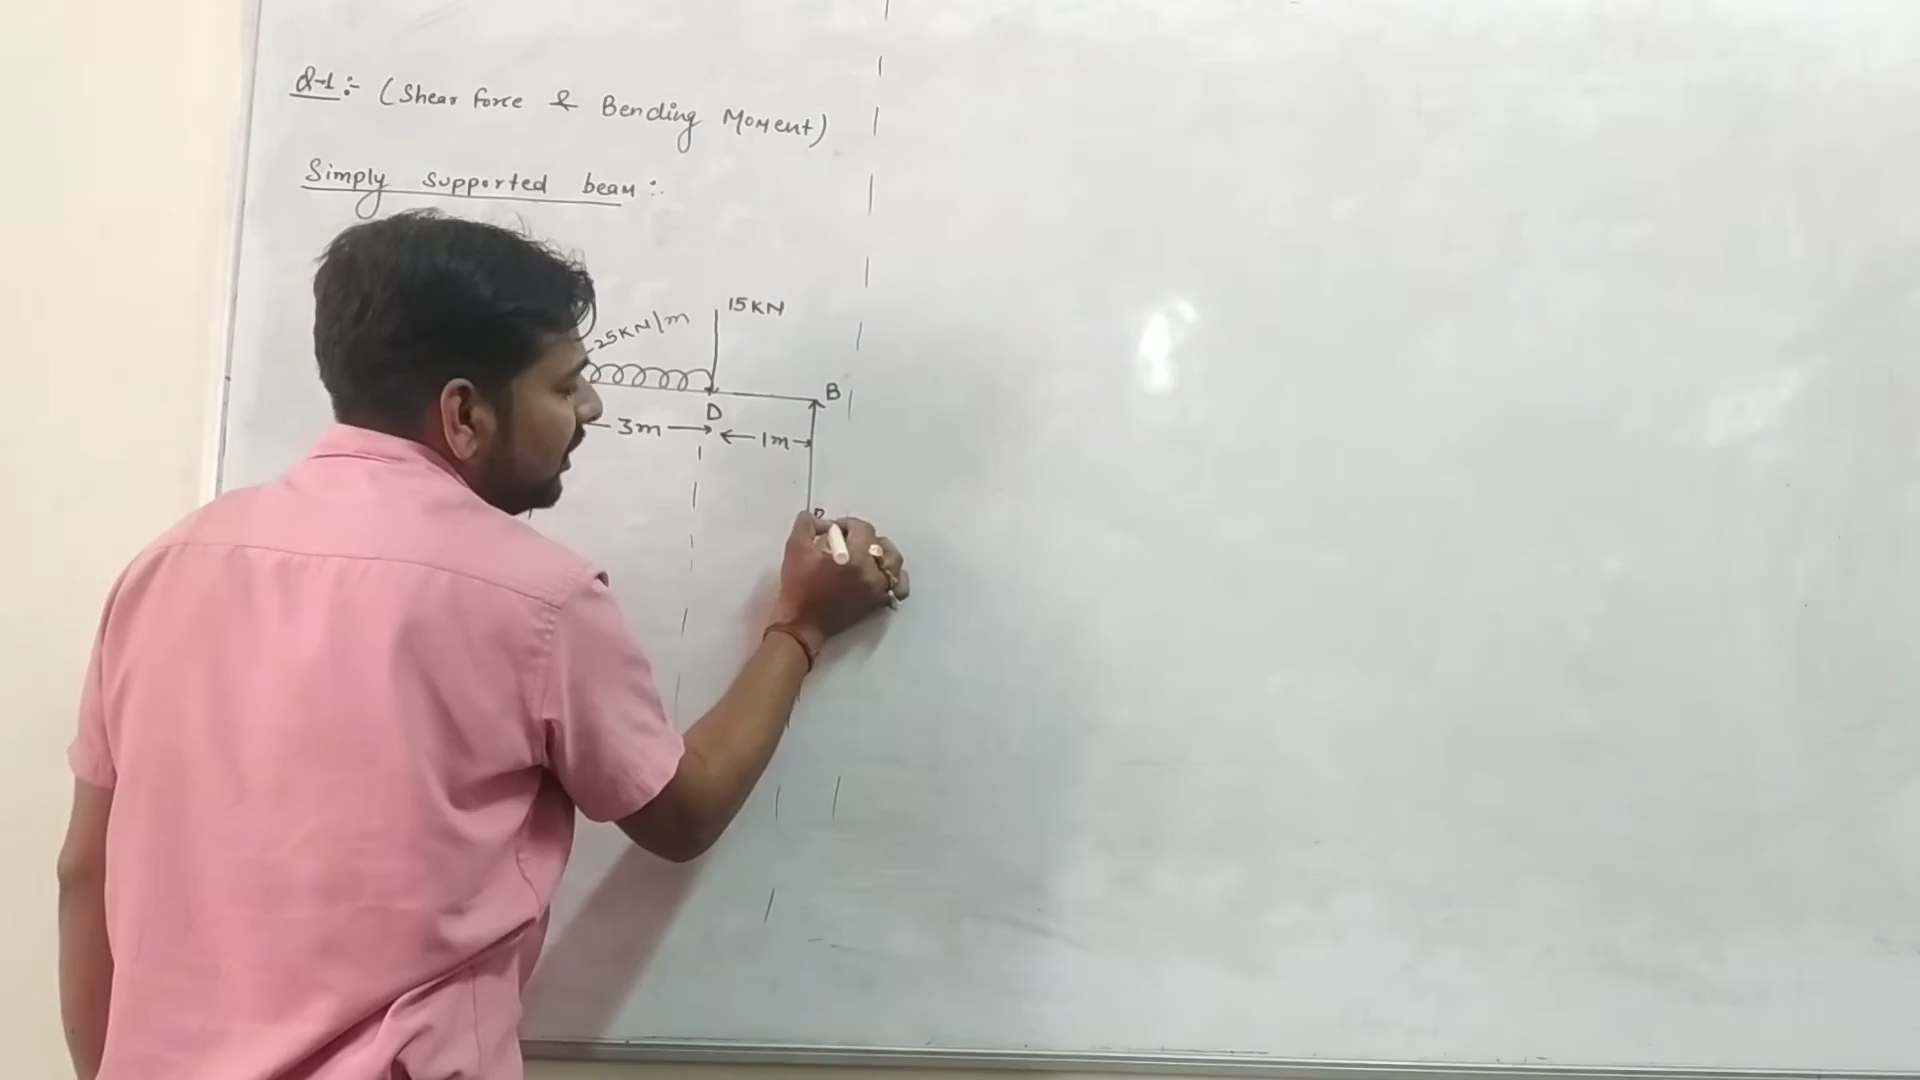 Q-1:- (Shear force & Bending Moment)
Simply supported beam :-
15KN
25KN/m
B
D
3m
1m
R